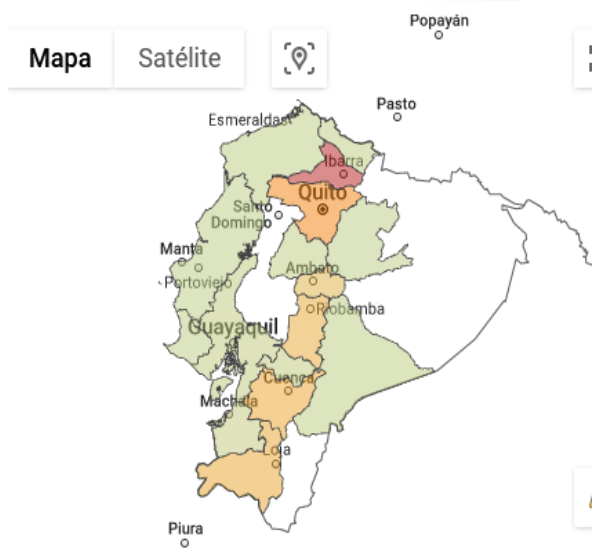 Popayán
Mapa
Satélite
Pasto
Esmeraldas
Ibarra
Quito
Santo
Domingo
Manta
Portoviejo
Ambato
Riobamba
Guayaquil
Cuenca
Machala
Loja
Piura